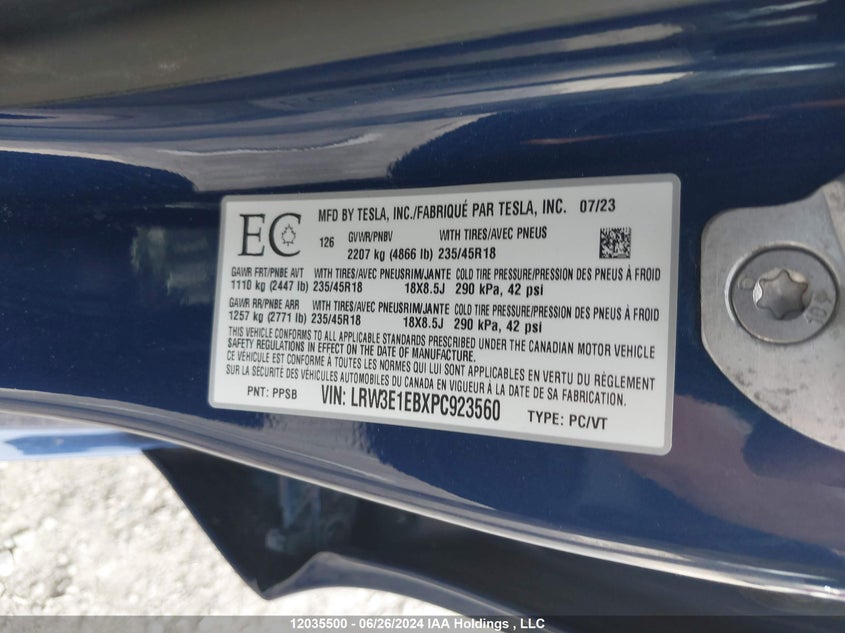 EC
MFD BY TESLA, INC./FABRIQUÉ PAR TESLA, INC. 07/23
126 GVWR/PNBV WITH TIRES/AVEC PNEUS
2207 kg (4866 lb) 235/45R18
GAWR FRT/PNBE AVT WITH TIRES/AVEC PNEUS RIM/JANTE COLD TIRE PRESSURE/PRESSION DES PNEUS À FROID
1110 kg (2447 lb) 235/45R18 18X8.5J 290 kPa, 42 psi
GAWR RR/PNBE ARR WITH TIRES/AVEC PNEUS RIM/JANTE COLD TIRE PRESSURE/PRESSION DES PNEUS À FROID
1257 kg (2771 lb) 235/45R18 18X8.5J 290 kPa, 42 psi
THIS VEHICLE CONFORMS TO ALL APPLICABLE STANDARDS PRESCRIBED UNDER THE CANADIAN MOTOR VEHICLE
SAFETY REGULATIONS IN EFFECT ON THE DATE OF MANUFACTURE.
CE VÉHICULE EST CONFORME À TOUTES LES NORMES QUI LUI SONT APPLICABLES EN VERTU DU RÈGLEMENT
SUR LA SÉCURITÉ DES VÉHICULES AUTOMOBILES DU CANADA EN VIGUEUR À LA DATE DE SA FABRICATION.
PNT: PPSB VIN: LRW3E1EBXPC923560 TYPE: PC/VT
12035500 - 06/26/2024 IAA Holdings , LLC